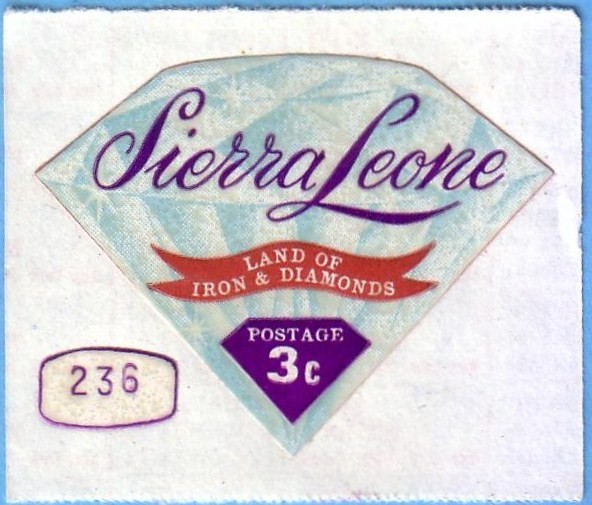 Sierra Leone
LAND OF
IRON & DIAMONDS
POSTAGE
3c
236